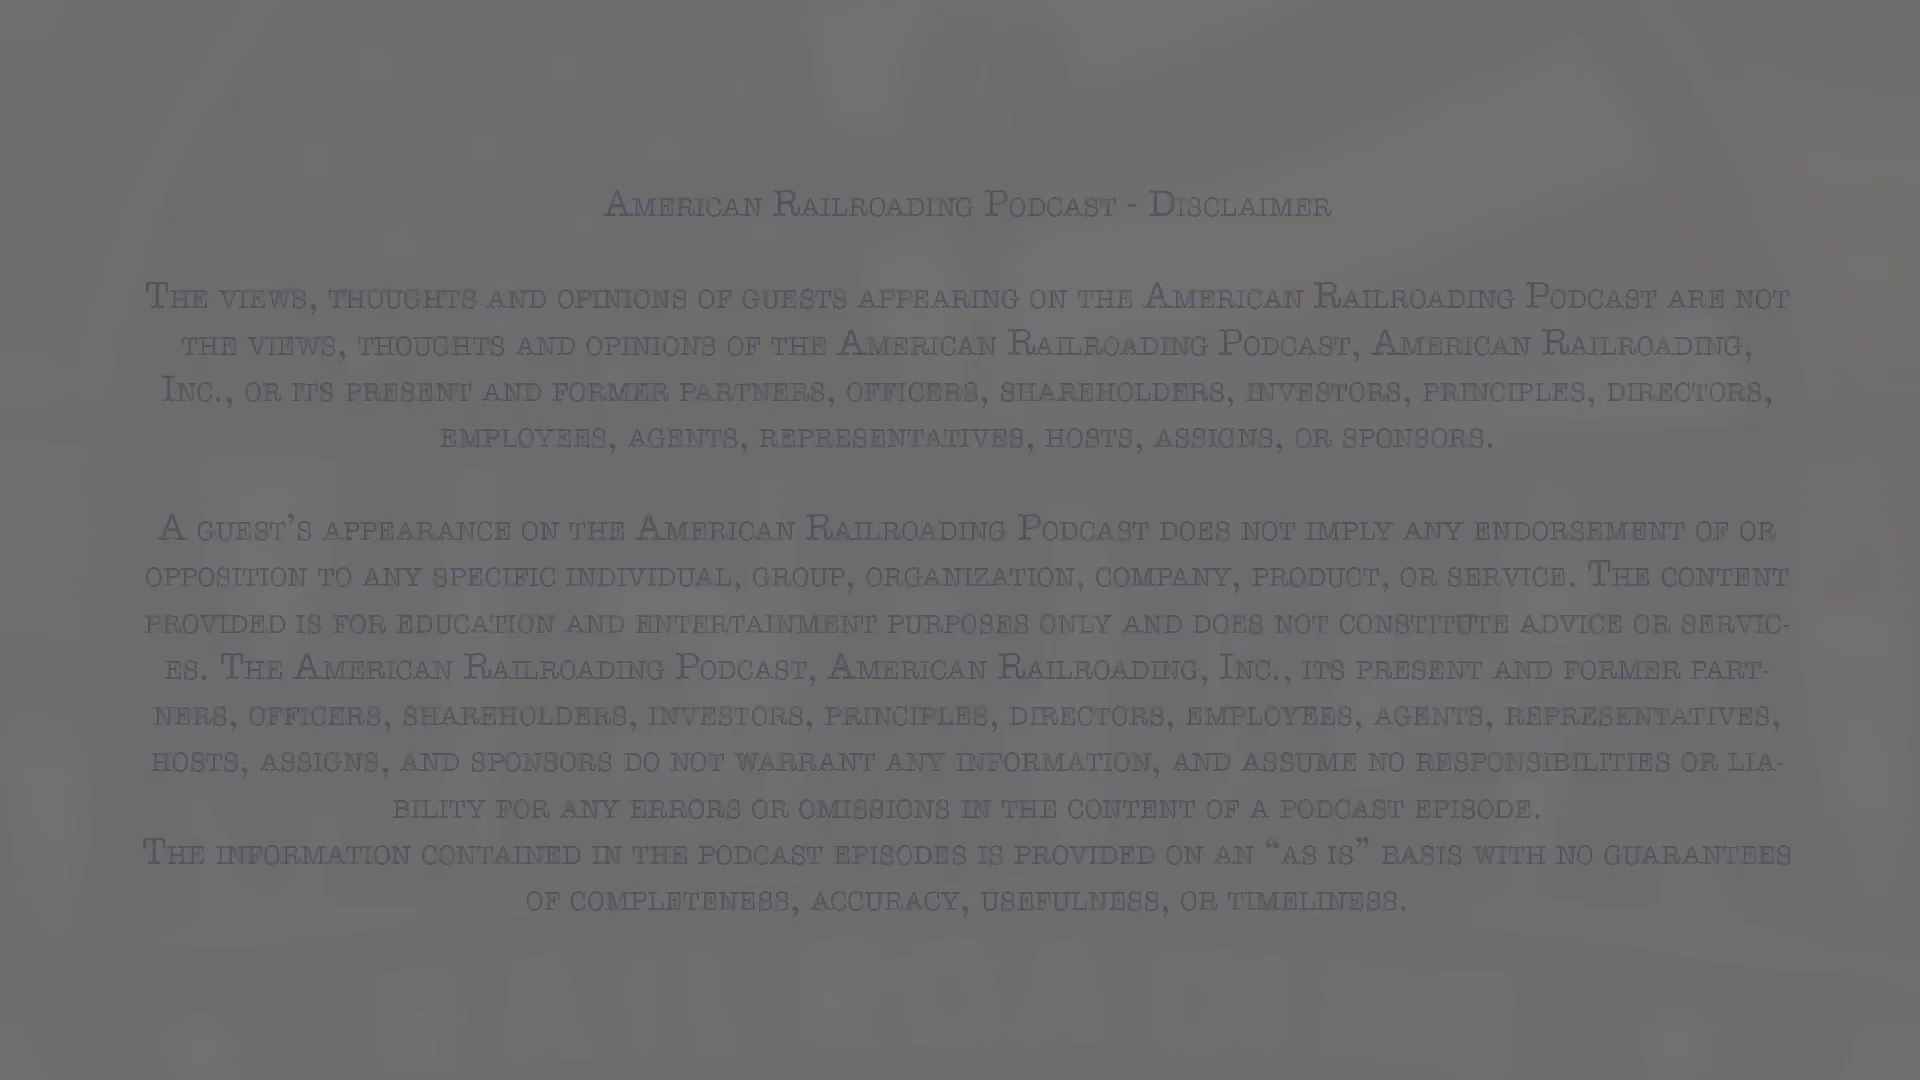 American Railroading Podcast - Disclaimer
The views, thoughts and opinions of guests appearing on the American Railroading Podcast are not
the views, thoughts and opinions of the American Railroading Podcast, American Railroading,
Inc., or its present and former partners, officers, shareholders, investors, principles, directors,
employees, agents, representatives, hosts, assigns, or sponsors.
A guest’s appearance on the American Railroading Podcast does not imply any endorsement of or
opposition to any specific individual, group, organization, company, product, or service. The content
provided is for education and entertainment purposes only and does not constitute advice or servic-
es. The American Railroading Podcast, American Railroading, Inc., its present and former part-
ners, officers, shareholders, investors, principles, directors, employees, agents, representatives,
hosts, assigns, and sponsors do not warrant any information, and assume no responsibilities or lia-
bility for any errors or omissions in the content of a podcast episode.
The information contained in the podcast episodes is provided on an “as is” basis with no guarantees
of completeness, accuracy, usefulness, or timeliness.